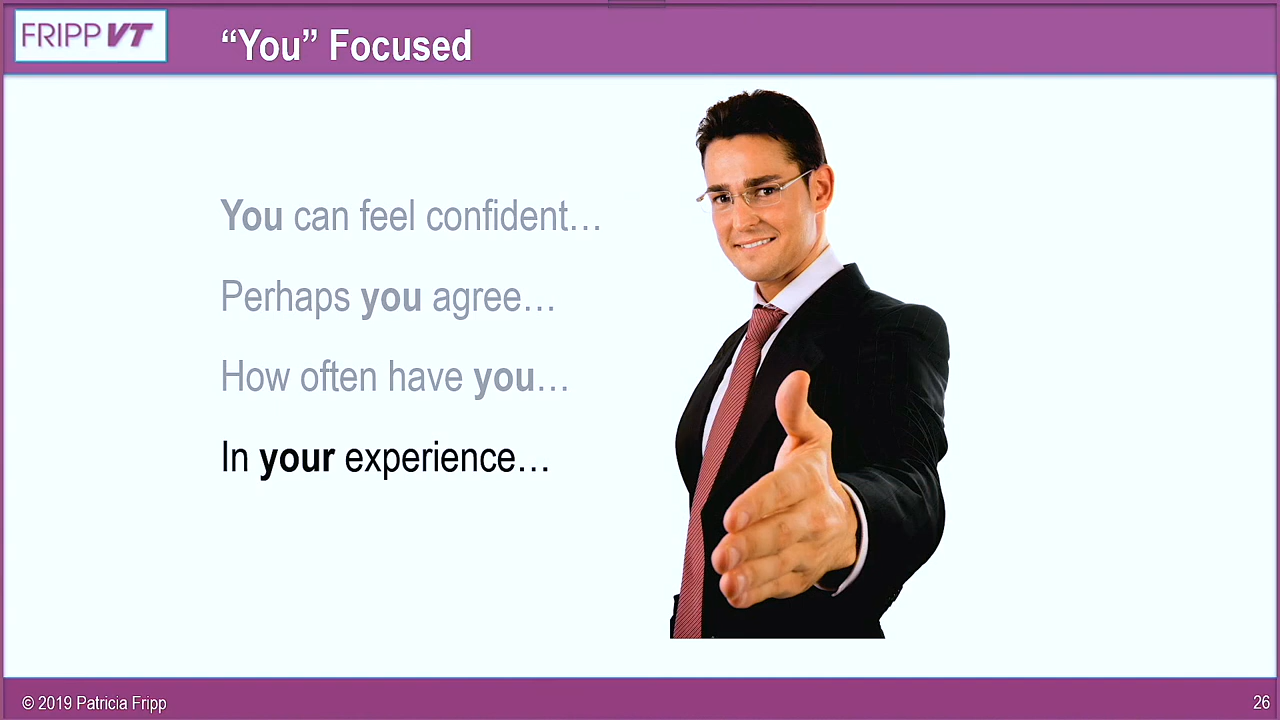 FRIPP VT
“You” Focused
You can feel confident…
Perhaps you agree…
How often have you…
In your experience…
© 2019 Patricia Fripp
26